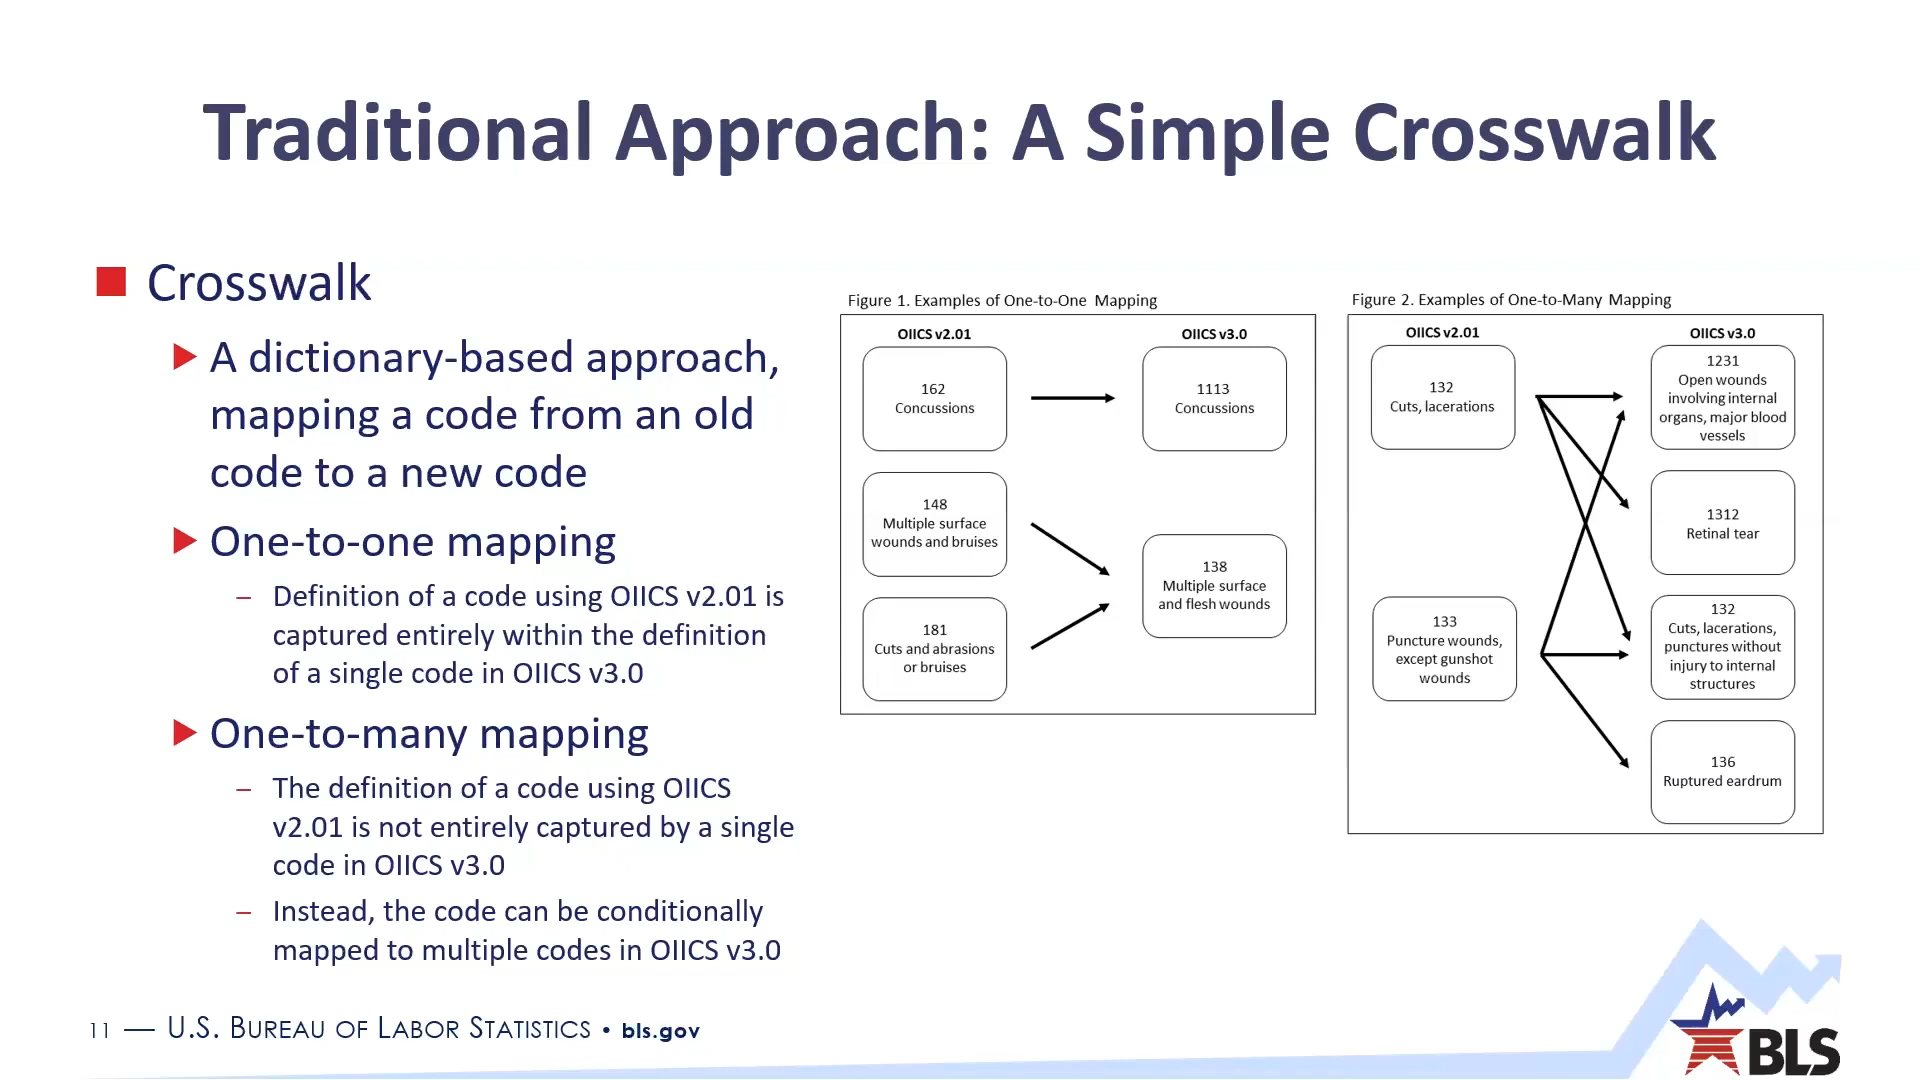 Traditional Approach: A Simple Crosswalk
Crosswalk
A dictionary-based approach,
mapping a code from an old
code to a new code
One-to-one mapping
– Definition of a code using OIICS v2.01 is
captured entirely within the definition
of a single code in OIICS v3.0
One-to-many mapping
– The definition of a code using OIICS
v2.01 is not entirely captured by a single
code in OIICS v3.0
– Instead, the code can be conditionally
mapped to multiple codes in OIICS v3.0
Figure 1. Examples of One-to-One Mapping
OIICS v2.01
OIICS v3.0
162
Concussions
1113
Concussions
148
Multiple surface
wounds and bruises
138
Multiple surface
and flesh wounds
181
Cuts and abrasions
or bruises
Figure 2. Examples of One-to-Many Mapping
OIICS v2.01
OIICS v3.0
132
Cuts, lacerations
1231
Open wounds
involving internal
organs, major blood
vessels
1312
Retinal tear
133
Puncture wounds,
except gunshot
wounds
132
Cuts, lacerations,
punctures without
injury to internal
structures
136
Ruptured eardrum
11 — U.S. BUREAU OF LABOR STATISTICS • bls.gov
BLS